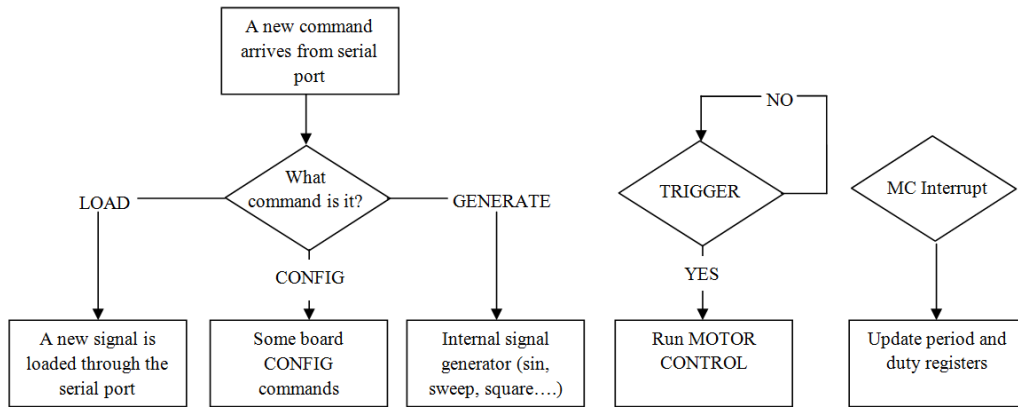 A new command
arrives from serial
port
What
command is it?
LOAD
GENERATE
CONFIG
A new signal is
loaded through the
serial port
Some board
CONFIG
commands
Internal signal
generator (sin,
sweep, square….)
NO
TRIGGER
YES
Run MOTOR
CONTROL
MC Interrupt
Update period and
duty registers